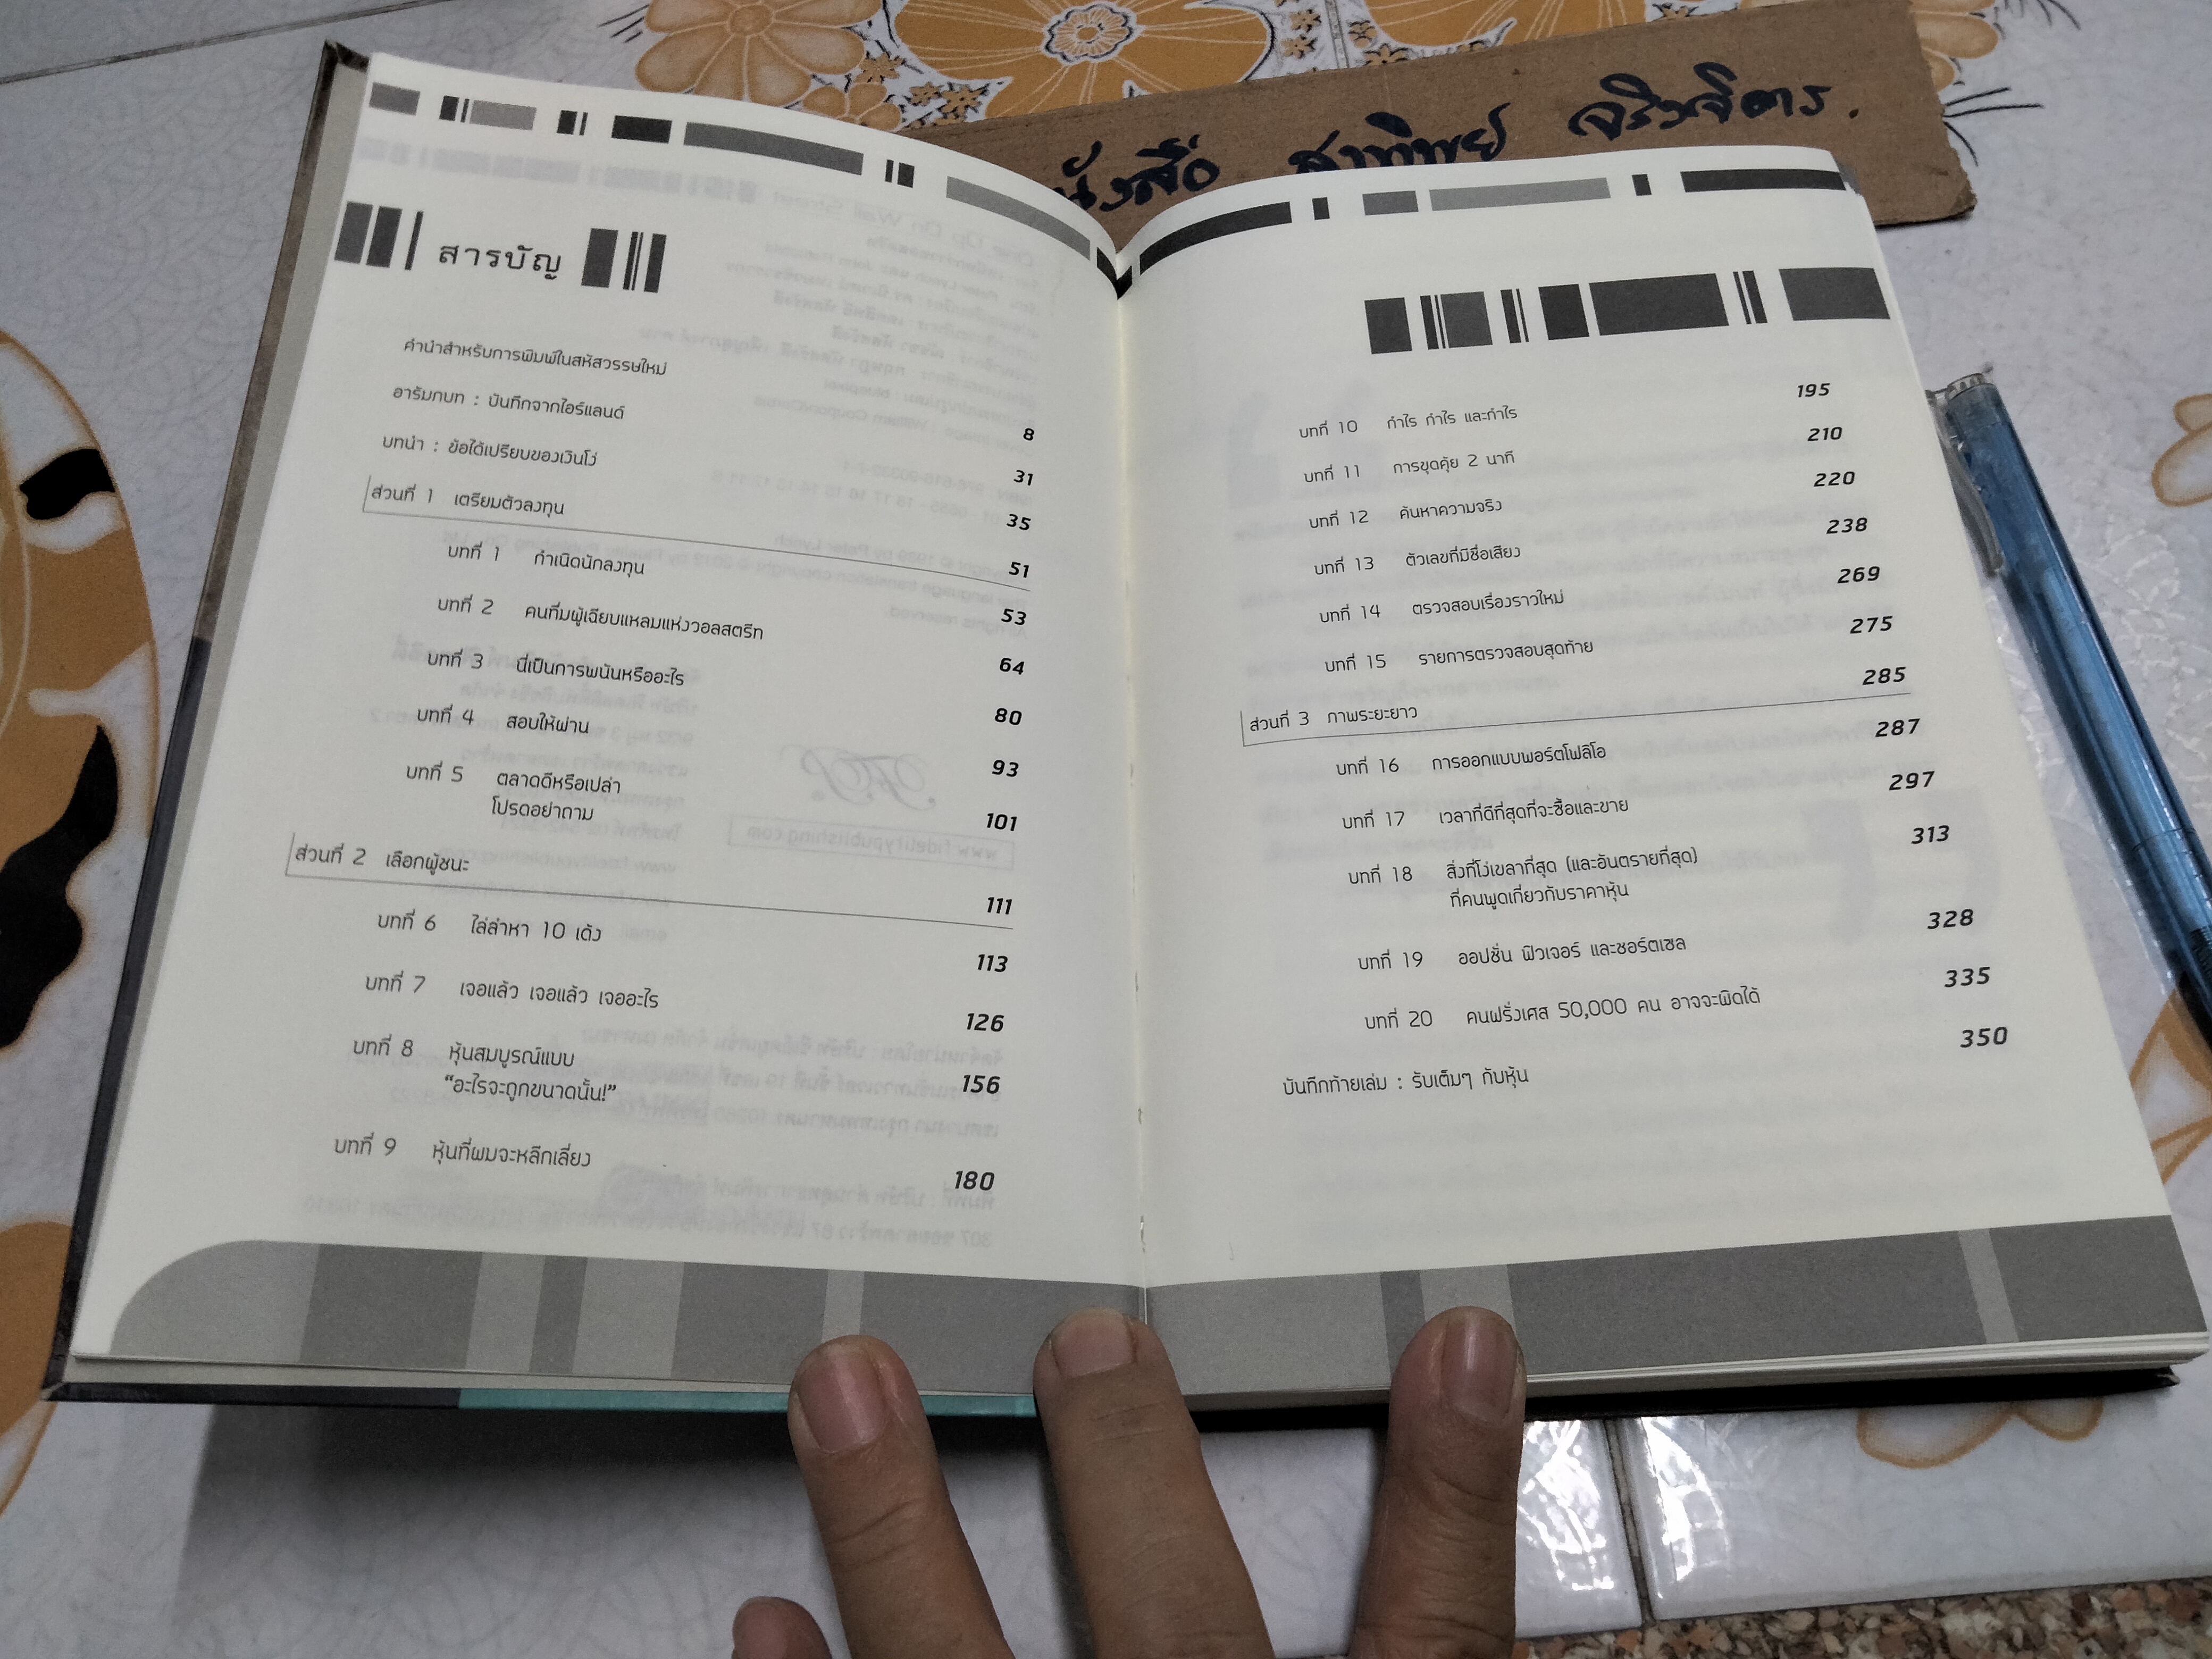 หนังสือ สาทิพย์ จริงจิตร.
สารบัญ
คำนำสำหรับการพิมพ์ในสหัสวรรษใหม่ 8
อารัมภบท : บันทึกจากไอร์แลนด์ 31
บทนำ : ข้อได้เปรียบของเงินโง่ 35
ส่วนที่ 1 เตรียมตัวลงทุน 51
บทที่ 1 กำเนิดนักลงทุน 53
บทที่ 2 คนที่มผู้เฉียบแหลมแห่งวอลสตรีท 64
บทที่ 3 นี่เป็นการพนันหรืออะไร 80
บทที่ 4 สอบให้ผ่าน 93
บทที่ 5 ตลาดดีหรือเปล่า
โปรดอย่าถาม 101
ส่วนที่ 2 เลือกผู้ชนะ 111
บทที่ 6 ไล่ล่าหา 10 เด้ง 113
บทที่ 7 เจอแล้ว เจอแล้ว เจออะไร 126
บทที่ 8 หุ้นสมบูรณ์แบบ
“อะไรจะถูกขนาดนั้น!” 156
บทที่ 9 หุ้นที่ผมจะหลีกเลี่ยง 180
บทที่ 10 กำไร กำไร และกำไร 195
บทที่ 11 การขุดคุ้ย 2 นาที 210
บทที่ 12 ค้นหาความจริง 220
บทที่ 13 ตัวเลขที่มีชื่อเสียง 238
บทที่ 14 ตรวจสอบเรื่องราวใหม่ 269
บทที่ 15 รายการตรวจสอบสุดท้าย 275
ส่วนที่ 3 ภาพระยะยาว 285
บทที่ 16 การออกแบบพอร์ตโฟลิโอ 287
บทที่ 17 เวลาที่ดีที่สุดที่จะซื้อและขาย 297
บทที่ 18 สิ่งที่โง่เขลาที่สุด (และอันตรายที่สุด)
ที่คนพูดเกี่ยวกับราคาหุ้น 313
บทที่ 19 ออปชั่น ฟิวเจอร์ และชอร์ตเซล 328
บทที่ 20 คนฝรั่งเศส 50,000 คน อาจจะผิดได้ 335
บันทึกท้ายเล่ม : รับเต็มๆ กับหุ้น 350